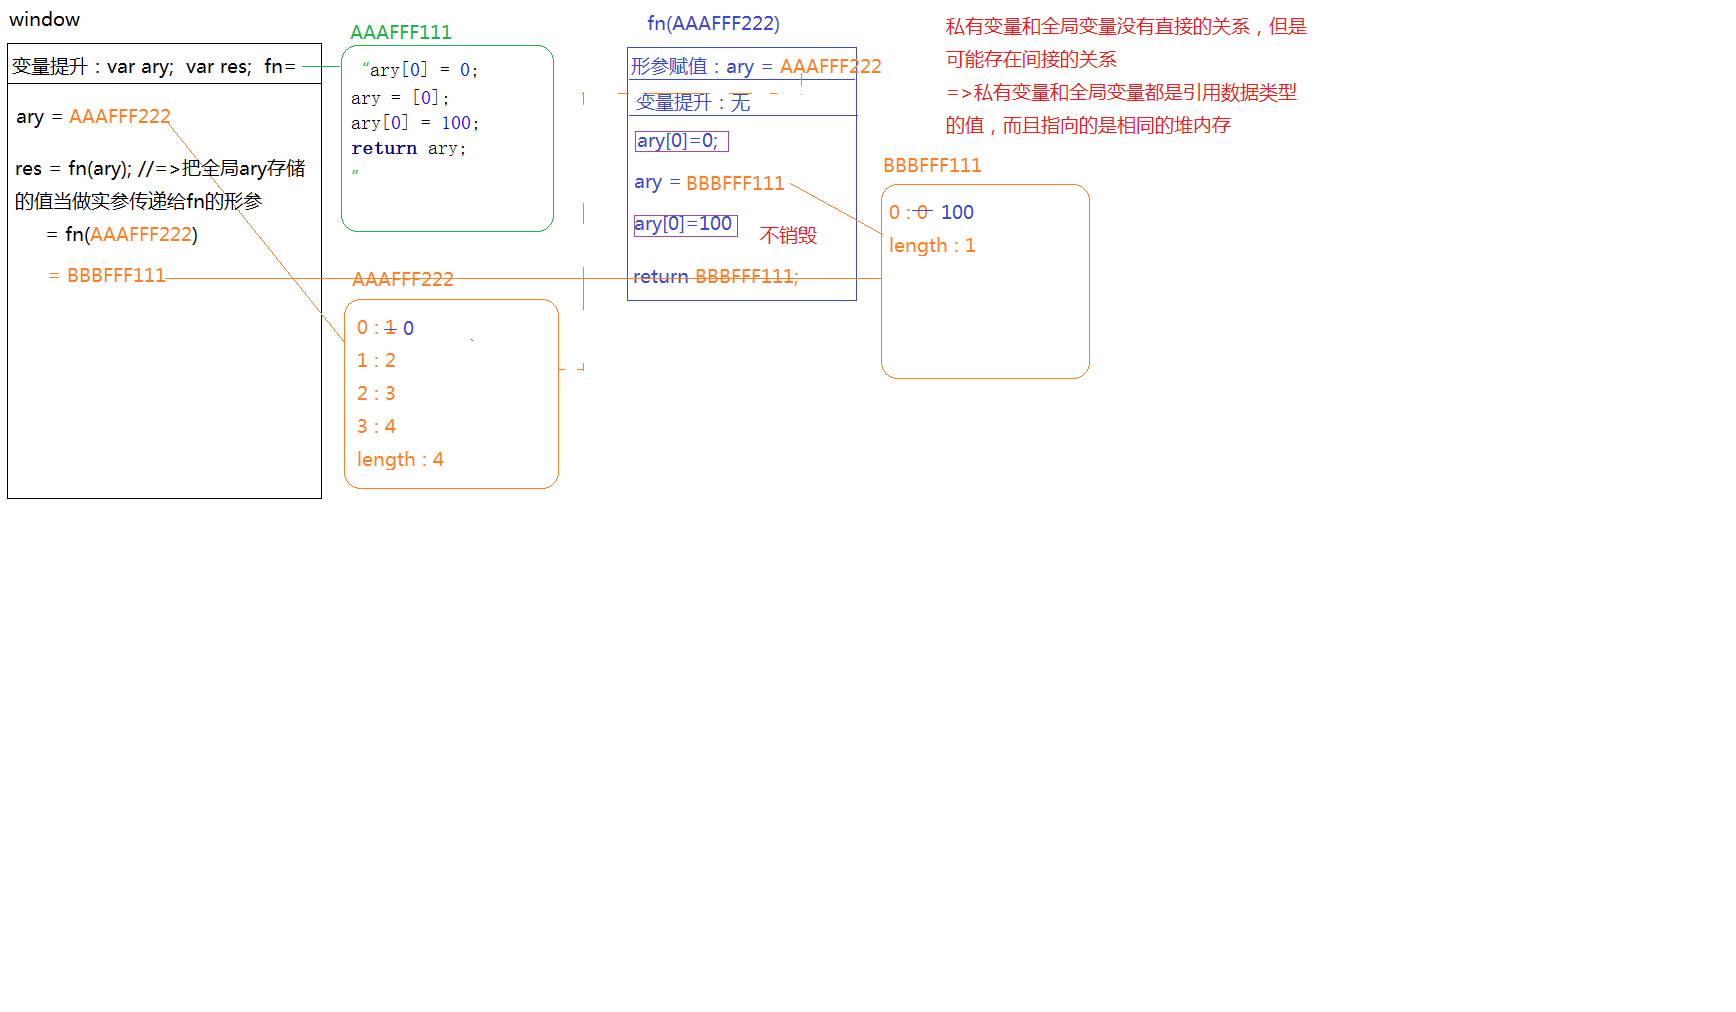 window
变量提升：var ary;  var res;  fn=
ary = AAAFFF222
res = fn(ary); //=>把全局ary存储
的值当做实参传递给fn的形参
= fn(AAAFFF222)
= BBBFFF111
AAAFFF111
“ary[0] = 0;
ary = [0];
ary[0] = 100;
return ary;
”
AAAFFF222
0 : 1 0
1 : 2
2 : 3
3 : 4
length : 4
fn(AAAFFF222)
形参赋值：ary = AAAFFF222
变量提升：无
ary[0]=0;
ary = BBBFFF111
ary[0]=100
不销毁
return BBBFFF111;
私有变量和全局变量没有直接的关系，但是
可能存在间接的关系
=>私有变量和全局变量都是引用数据类型
的值，而且指向的是相同的堆内存
BBBFFF111
0 : 0 100
length : 1